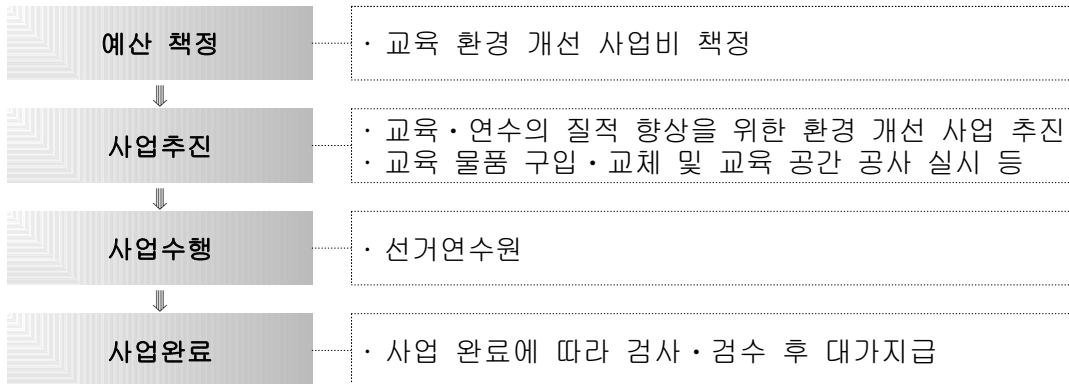 예산 책정
· 교육 환경 개선 사업비 책정
⇓
사업추진
· 교육·연수의 질적 향상을 위한 환경 개선 사업 추진
· 교육 물품 구입·교체 및 교육 공간 공사 실시 등
⇓
사업수행
· 선거연수원
⇓
사업완료
· 사업 완료에 따라 검사·검수 후 대가지급